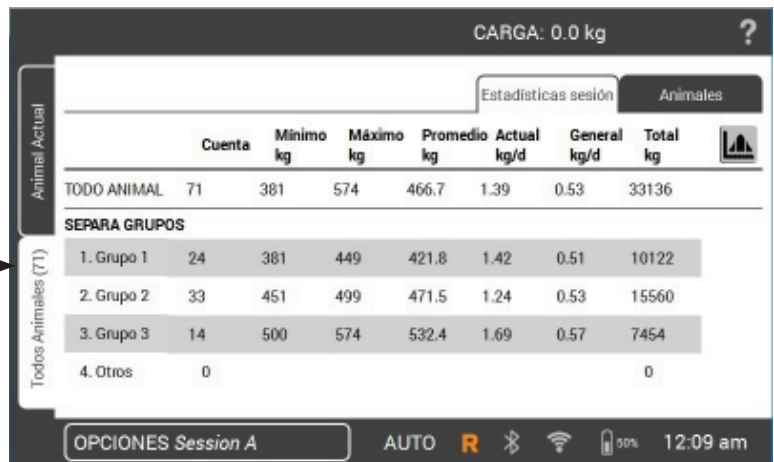 CARGA: 0.0 kg ?
Animal Actual
Todos Animales (71)
Estadísticas sesión Animales
Cuenta Mínimo kg Máximo kg Promedio kg Actual kg/d General kg/d Total kg
TODO ANIMAL 71 381 574 466.7 1.39 0.53 33136
SEPARA GRUPOS
1. Grupo 1 24 381 449 421.8 1.42 0.51 10122
2. Grupo 2 33 451 499 471.5 1.24 0.53 15560
3. Grupo 3 14 500 574 532.4 1.69 0.57 7454
4. Otros 0 0
OPCIONES Session A AUTO R 50% 12:09 am